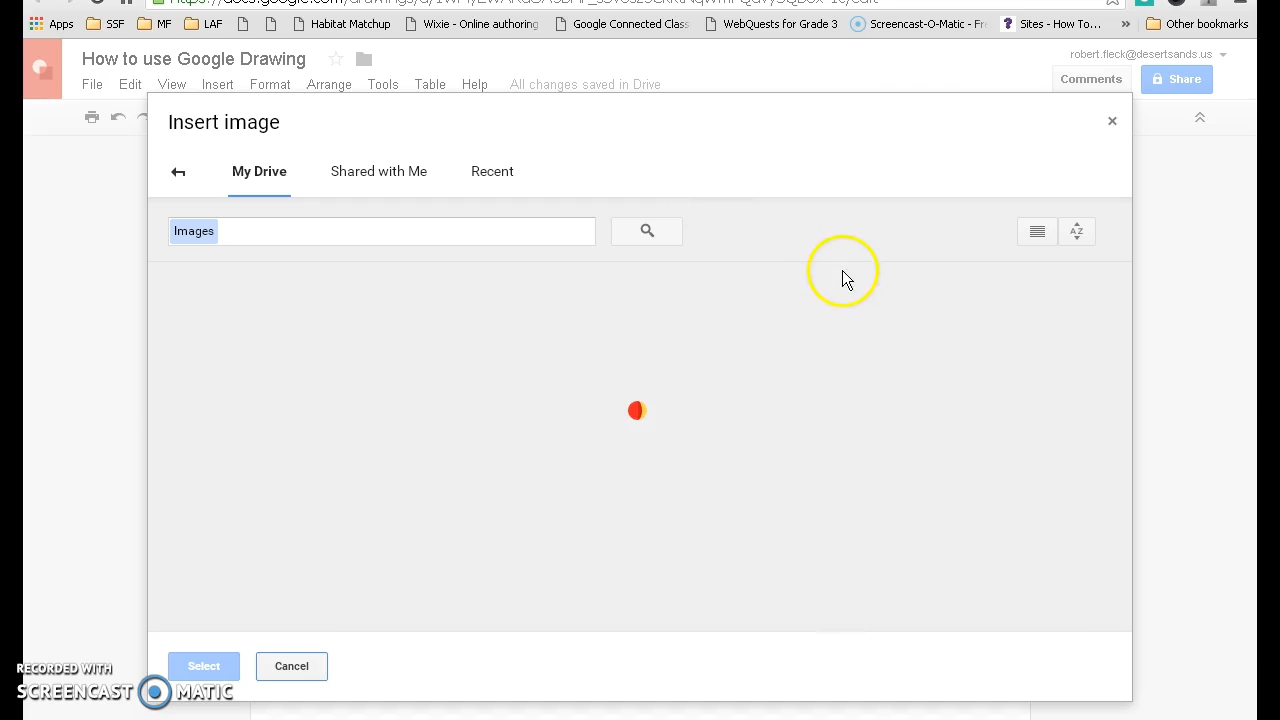 Apps SSF MF LAF Habitat Matchup Wixie - Online authoring Google Connected Class WebQuests for Grade 3 Screencast-O-Matic - Fre Sites - How To... » Other bookmarks
How to use Google Drawing
robert.fleck@desertsands.us
File Edit View Insert Format Arrange Tools Table Help All changes saved in Drive
Comments Share
Insert image ×
My Drive Shared with Me Recent
Images AZ
Select Cancel
RECORDED WITH
SCREENCAST MATIC